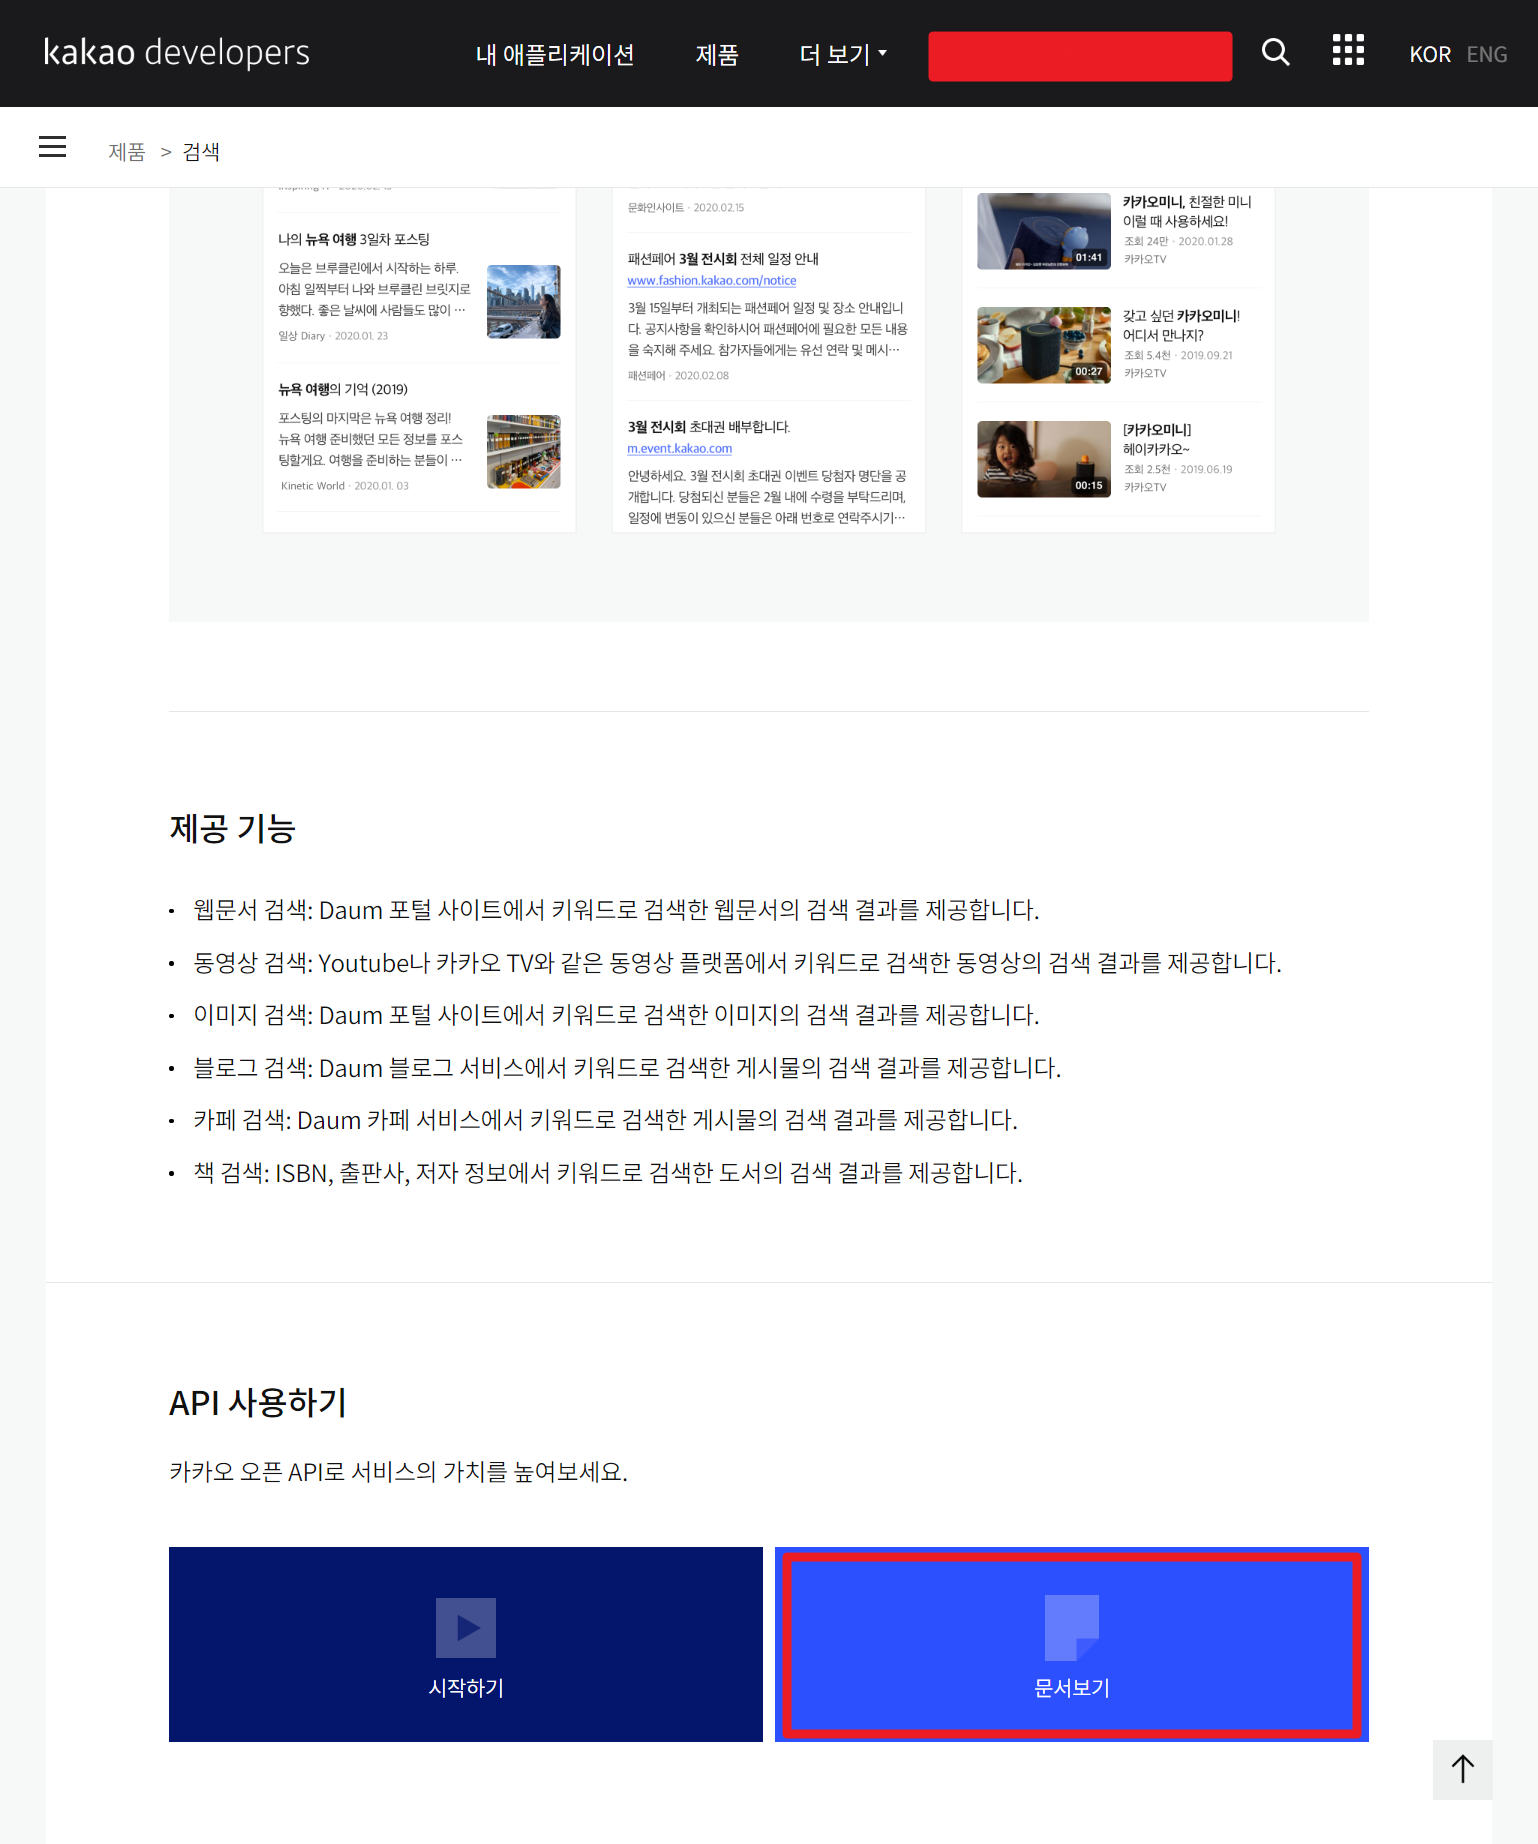 kakao developers
내 애플리케이션
제품
더 보기
KOR ENG
제품 > 검색
나의 뉴욕 여행 3일차 포스팅
오늘은 브루클린에서 시작하는 하루.
아침 일찍부터 나와 브루클린 브릿지로
향했다. 좋은 날씨에 사람들도 많이 ···
일상 Diary · 2020.01. 23
뉴욕 여행의 기억 (2019)
포스팅의 마지막은 뉴욕 여행 정리!
뉴욕 여행 준비했던 모든 정보를 포스
팅할게요. 여행을 준비하는 분들이 ···
Kinetic World · 2020.01. 03
문화인사이트 · 2020.02.15
패션페어 3월 전시회 전체 일정 안내
www.fashion.kakao.com/notice
3월 15일부터 개최되는 패션페어 일정 및 장소 안내입니
다. 공지사항을 확인하시어 패션페어에 필요한 모든 내용
을 숙지해 주세요. 참가자들에게는 유선 연락 및 메시···
패션페어 · 2020.02.08
3월 전시회 초대권 배부합니다.
m.event.kakao.com
안녕하세요. 3월 전시회 초대권 이벤트 당첨자 명단을 공
개합니다. 당첨되신 분들은 2월 내에 수령을 부탁드리며,
일정에 변동이 있으신 분들은 아래 번호로 연락주시기···
01:41
카카오미니, 친절한 미니
이럴 때 사용하세요!
조회 24만 · 2020.01.28
카카오TV
00:27
갖고 싶던 카카오미니!
어디서 만나지?
조회 5.4천 · 2019.09.21
카카오TV
00:15
[카카오미니]
헤이카카오~
조회 2.5천 · 2019.06.19
카카오TV
제공 기능
· 웹문서 검색: Daum 포털 사이트에서 키워드로 검색한 웹문서의 검색 결과를 제공합니다.
· 동영상 검색: Youtube나 카카오 TV와 같은 동영상 플랫폼에서 키워드로 검색한 동영상의 검색 결과를 제공합니다.
· 이미지 검색: Daum 포털 사이트에서 키워드로 검색한 이미지의 검색 결과를 제공합니다.
· 블로그 검색: Daum 블로그 서비스에서 키워드로 검색한 게시물의 검색 결과를 제공합니다.
· 카페 검색: Daum 카페 서비스에서 키워드로 검색한 게시물의 검색 결과를 제공합니다.
· 책 검색: ISBN, 출판사, 저자 정보에서 키워드로 검색한 도서의 검색 결과를 제공합니다.
API 사용하기
카카오 오픈 API로 서비스의 가치를 높여보세요.
시작하기
문서보기